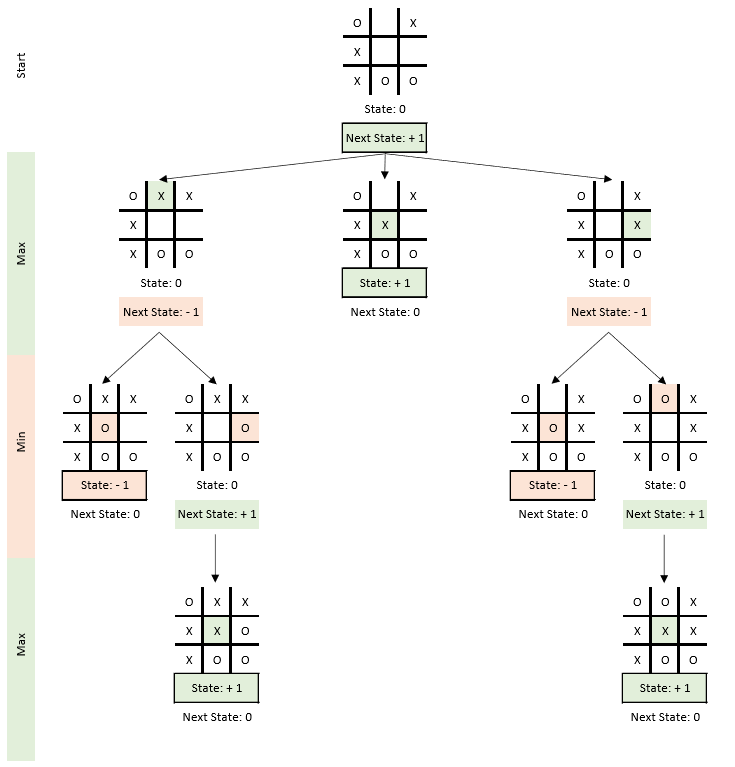 Start
O X
X
X O O
State: 0
Next State: + 1
Max
O X X
X
X O O
State: 0
Next State: - 1
O X
X X
X O O
State: + 1
Next State: 0
O X
X X
X O O
State: 0
Next State: - 1
Min
O X X
X O
X O O
State: - 1
Next State: 0
O X X
X O
X O O
State: 0
Next State: + 1
O X
X O X
X O O
State: - 1
Next State: 0
O O X
X X
X O O
State: 0
Next State: + 1
Max
O X X
X X O
X O O
State: + 1
Next State: 0
O O X
X X X
X O O
State: + 1
Next State: 0